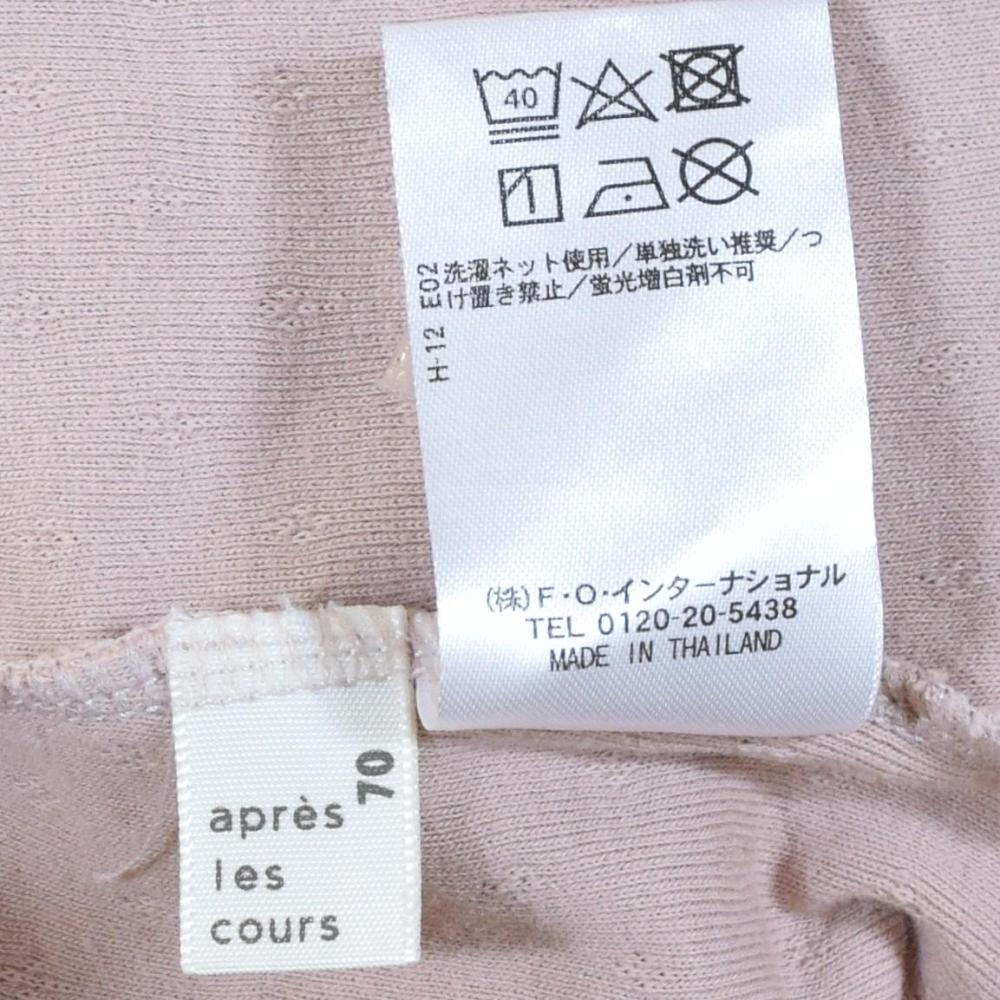 40
1
洗濯ネット使用／単独洗い推奨／つ
け置き禁止／蛍光増白剤不可
H-12 E02
(株)F・O・インターナショナル
TEL 0120-20-5438
MADE IN THAILAND
70
après
les
cours